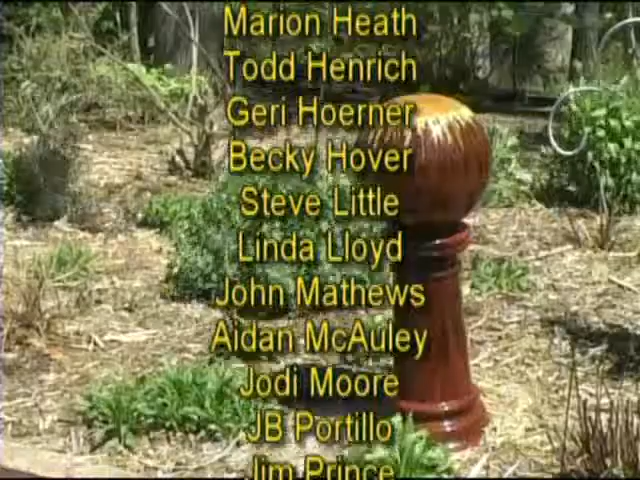 Marion Heath
Todd Henrich
Geri Hoerner
Becky Hover
Steve Little
Linda Lloyd
John Mathews
Aidan McAuley
Jodi Moore
JB Portillo
Jim Prince